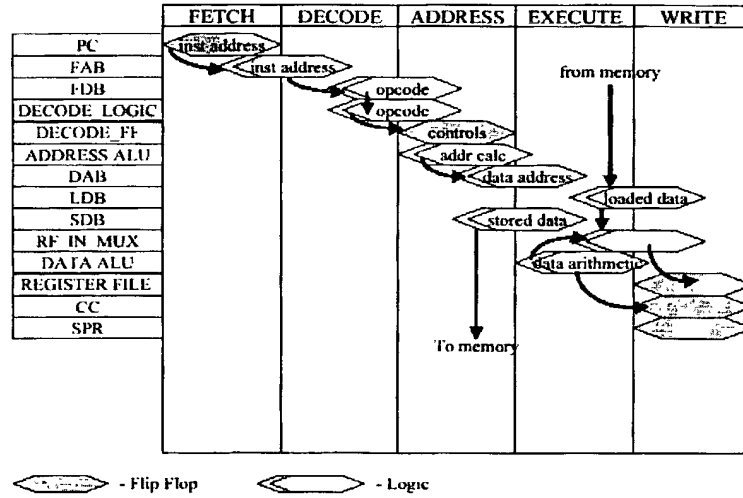 FETCH DECODE ADDRESS EXECUTE WRITE
PC inst address
FAB inst address from memory
FDB opcode
DECODE_LOGIC opcode
DECODE_FF controls
ADDRESS ALU addr calc
DAB data address
LDB loaded data
SDB stored data
RF_IN_MUX
DATA ALU data arithmetic
REGISTER FILE
CC
SPR To memory
- Flip Flop - Logic